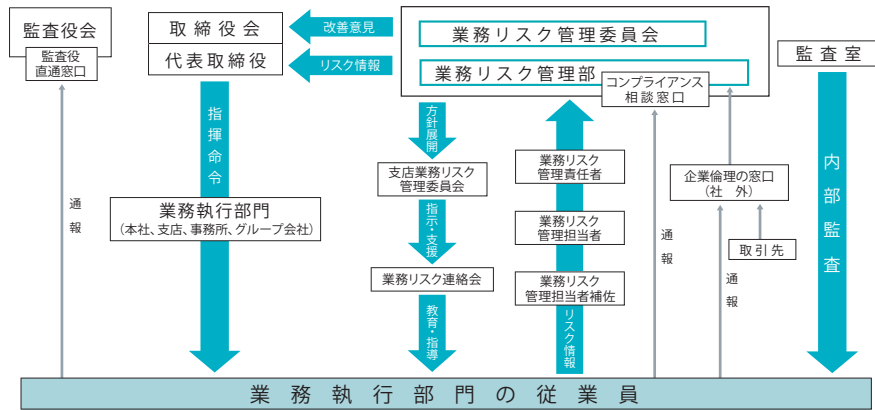 監査役会
監査役
直通窓口
取締役会
代表取締役
改善意見
リスク情報
業務リスク管理委員会
業務リスク管理部
コンプライアンス
相談窓口
監査室
指揮命令
業務執行部門
（本社、支店、事務所、グループ会社）
通報
方針展開
支店業務リスク
管理委員会
指示・支援
業務リスク連絡会
教育・指導
業務リスク
管理責任者
業務リスク
管理担当者
業務リスク
管理担当者補佐
リスク情報
通報
企業倫理の窓口
（社　外）
取引先
通報
内部監査
業務執行部門の従業員